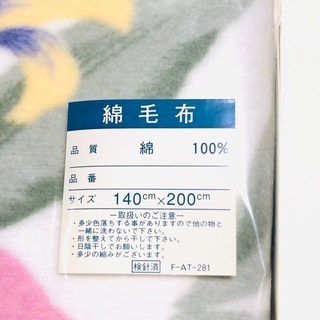 綿毛布
品質 綿 100%
品番
サイズ 140cm×200cm
―取扱いのご注意―
・多少色落ちする事がありますので他の物と
一緒に洗わないで下さい。
・形を整えてから干して下さい。
・日陰干しでお願いします。
・多少の縮みがございます。
検針済 F-AT-281